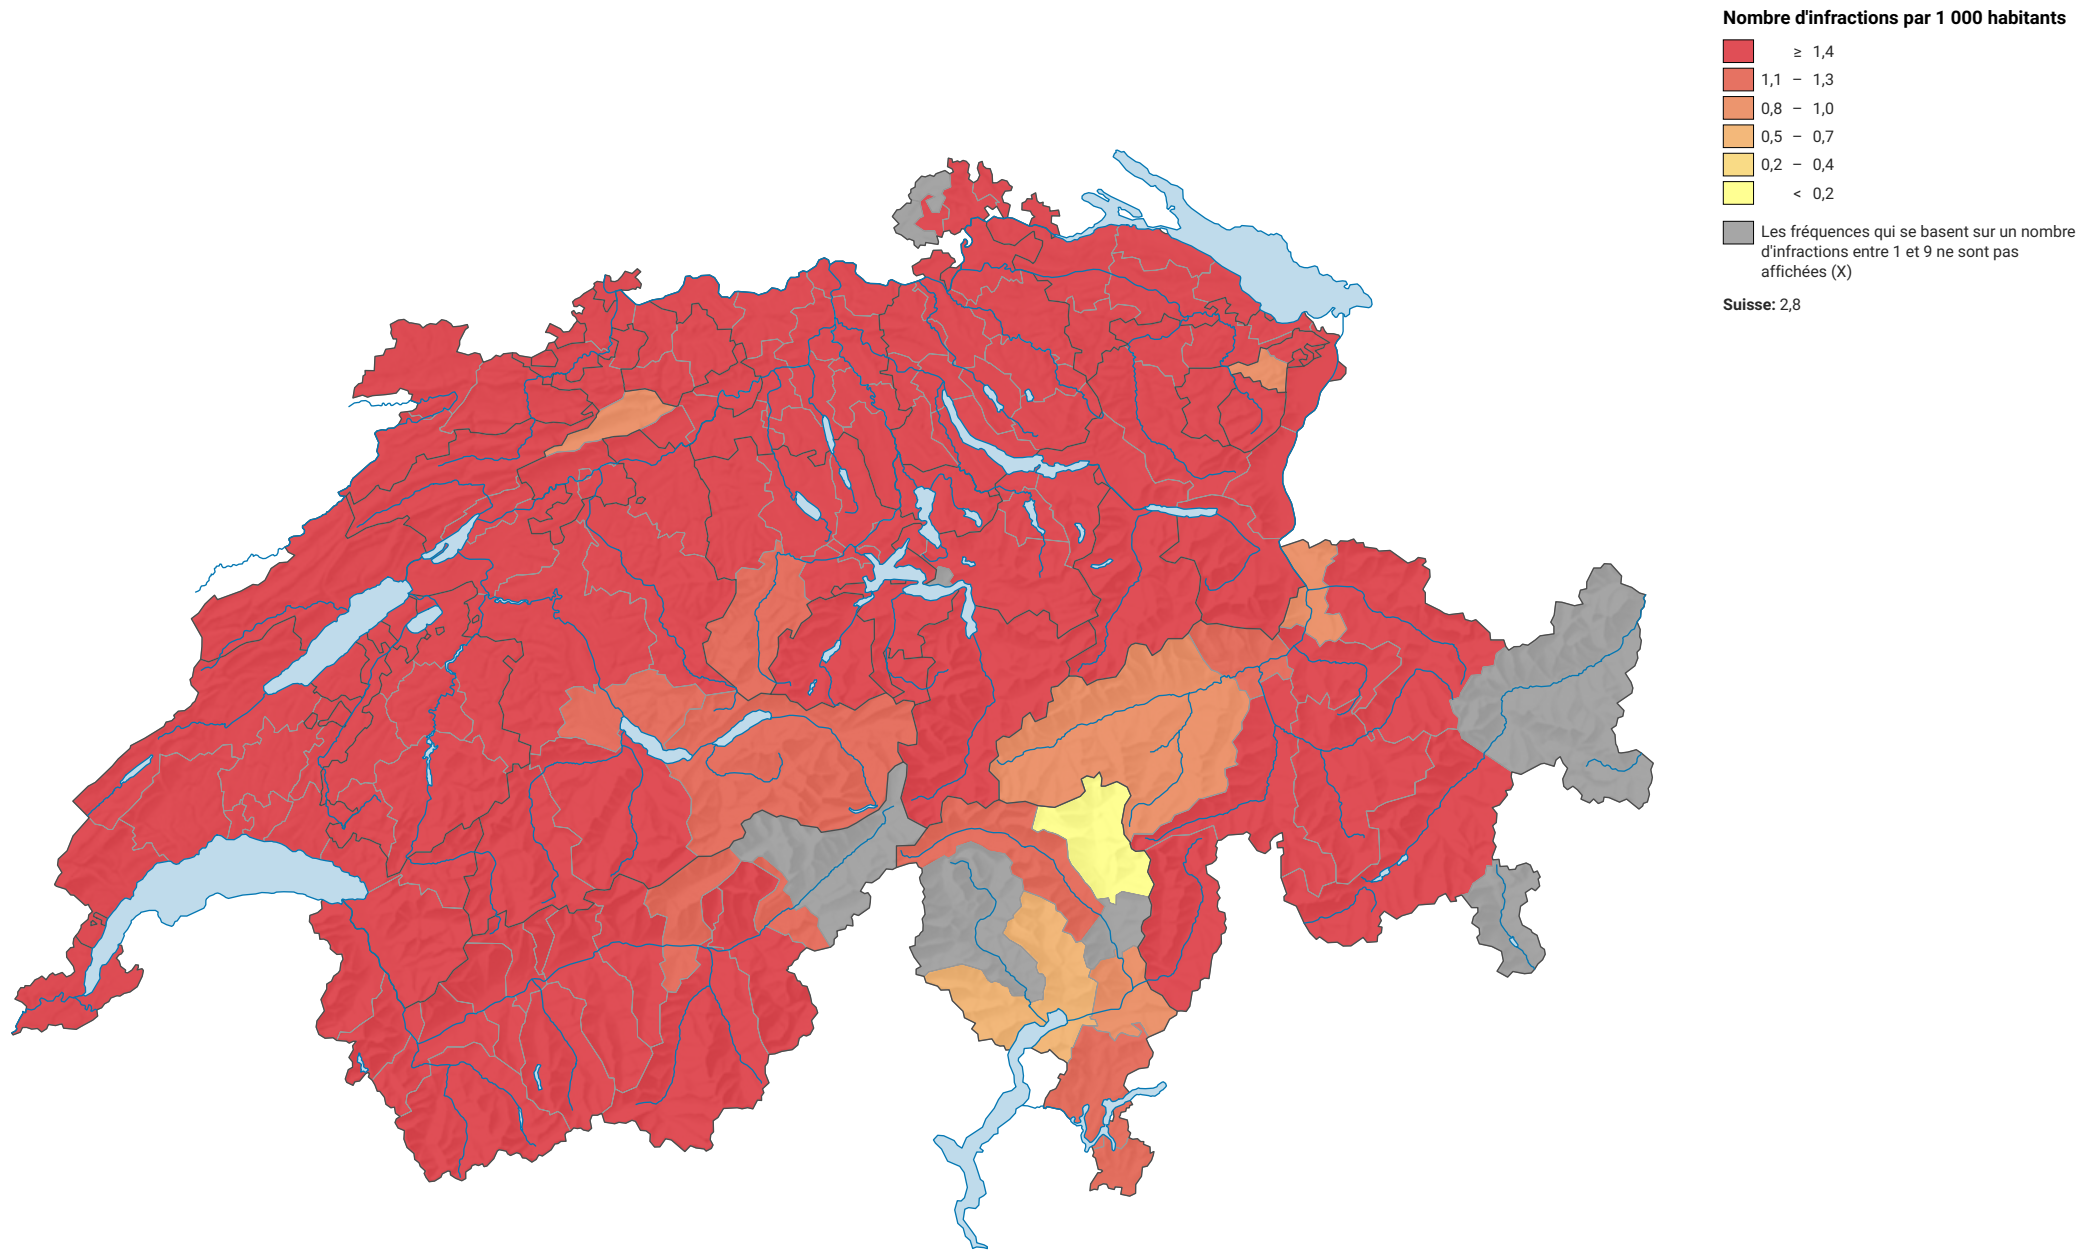 Nombre d'infractions par 1 000 habitants
≥ 1,4
1,1 – 1,3
0,8 – 1,0
0,5 – 0,7
0,2 – 0,4
< 0,2
Les fréquences qui se basent sur un nombre
d'infractions entre 1 et 9 ne sont pas
affichées (X)
Suisse: 2,8